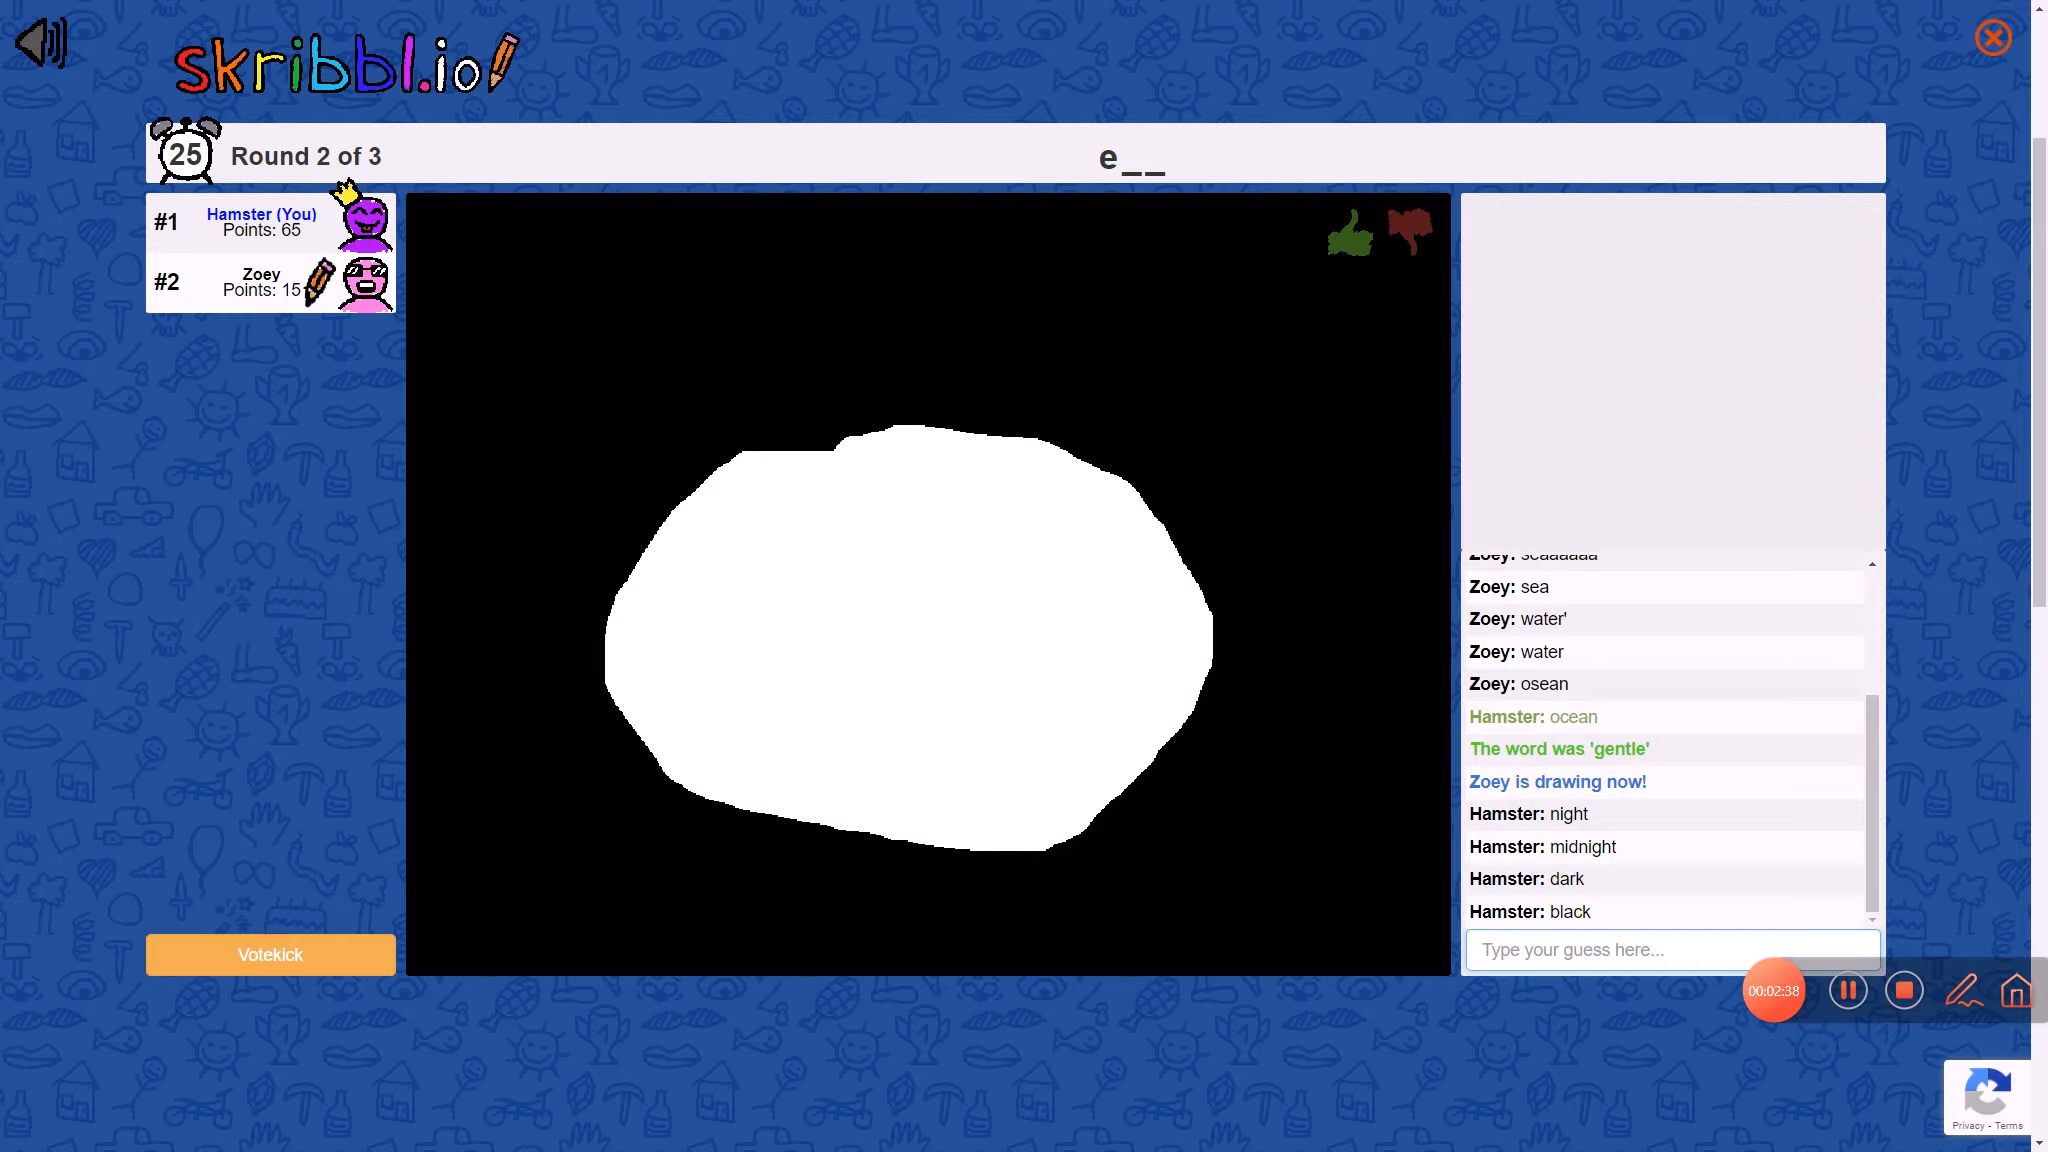 skribbl.io
25
Round 2 of 3
e__
#1
Hamster (You)
Points: 65
#2
Zoey
Points: 15
Zoey: seaaaaaa
Zoey: sea
Zoey: water'
Zoey: water
Zoey: osean
Hamster: ocean
The word was 'gentle'
Zoey is drawing now!
Hamster: night
Hamster: midnight
Hamster: dark
Hamster: black
Type your guess here...
Votekick
00:02:38
Privacy - Terms